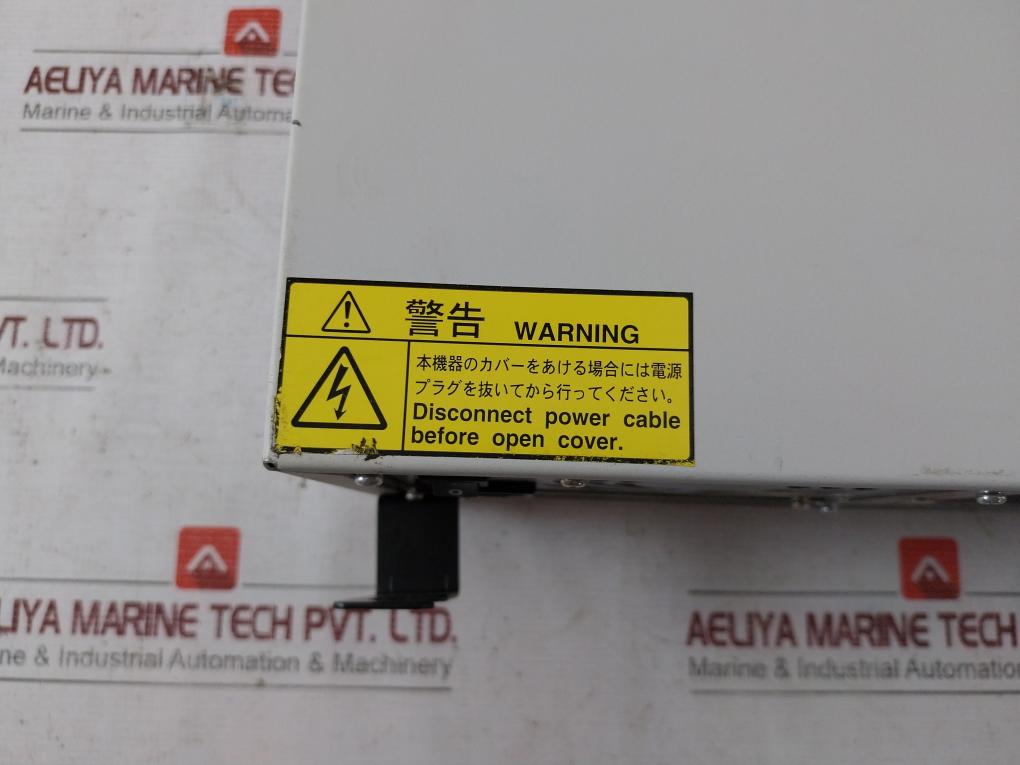 AELIYA MARINE TE
Marine & Industrial Automa
VT. LTD.
Machinery
警告 WARNING
本機器のカバーをあける場合には電源
プラグを抜いてから行ってください。
Disconnect power cable
before open cover.
AELIYA MARINE TECH PVT. LTD.
ne & Industrial Automation & Machinery
AELIYA MARINE TECH
Marine & Industrial Automation